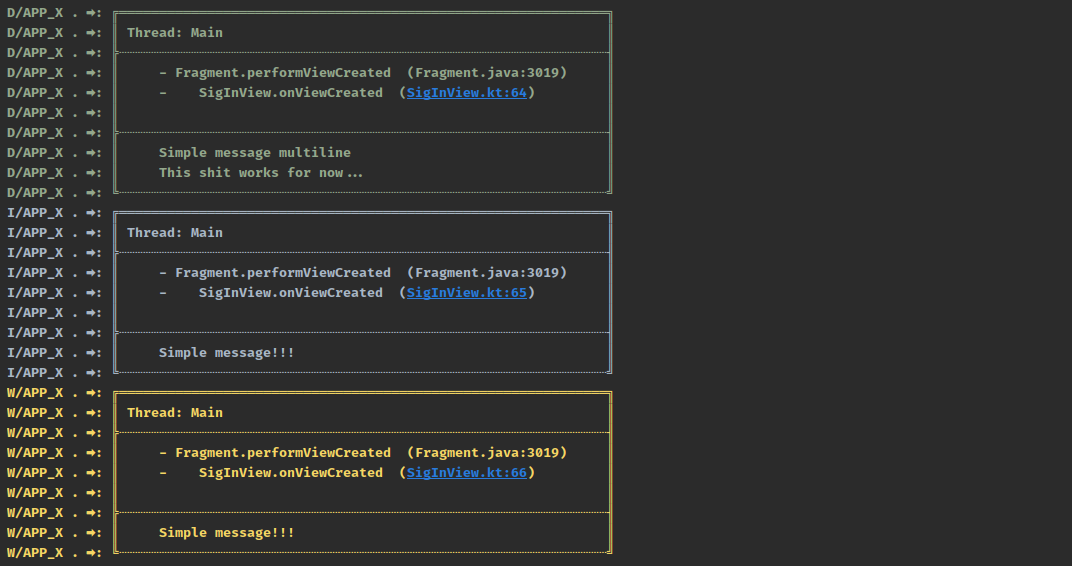 D/APP_X . ➡:
D/APP_X . ➡: Thread: Main
D/APP_X . ➡:
D/APP_X . ➡: - Fragment.performViewCreated (Fragment.java:3019)
D/APP_X . ➡: - SigInView.onViewCreated (SigInView.kt:64)
D/APP_X . ➡:
D/APP_X . ➡:
D/APP_X . ➡: Simple message multiline
D/APP_X . ➡: This shit works for now...
D/APP_X . ➡:
I/APP_X . ➡:
I/APP_X . ➡: Thread: Main
I/APP_X . ➡:
I/APP_X . ➡: - Fragment.performViewCreated (Fragment.java:3019)
I/APP_X . ➡: - SigInView.onViewCreated (SigInView.kt:65)
I/APP_X . ➡:
I/APP_X . ➡:
I/APP_X . ➡: Simple message!!!
I/APP_X . ➡:
W/APP_X . ➡:
W/APP_X . ➡: Thread: Main
W/APP_X . ➡:
W/APP_X . ➡: - Fragment.performViewCreated (Fragment.java:3019)
W/APP_X . ➡: - SigInView.onViewCreated (SigInView.kt:66)
W/APP_X . ➡:
W/APP_X . ➡:
W/APP_X . ➡: Simple message!!!
W/APP_X . ➡: